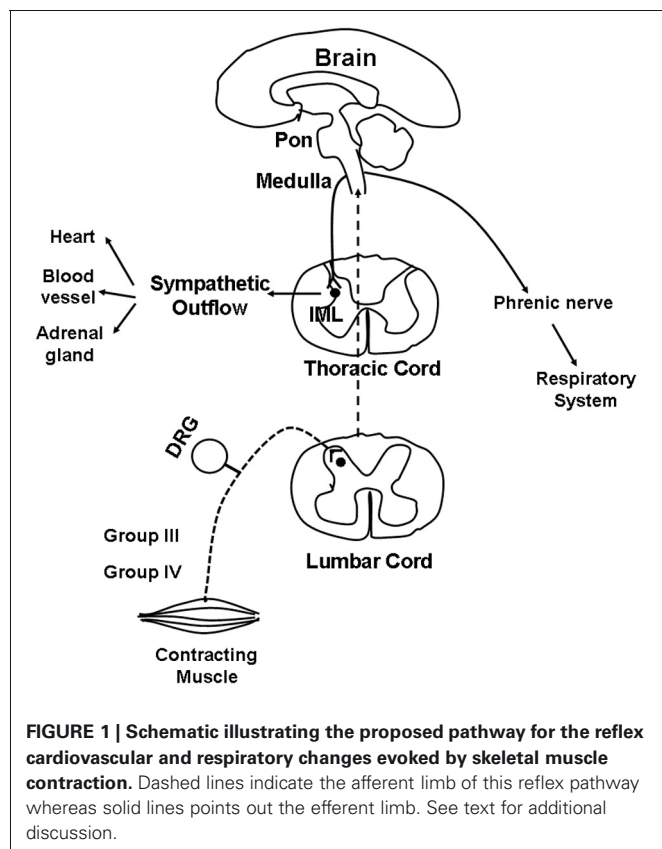 Brain
Pon
Medulla
Heart
Blood
vessel
Adrenal
gland
Sympathetic
Outflow
IML
Thoracic Cord
Phrenic nerve
Respiratory
System
DRG
Group III
Group IV
Lumbar Cord
Contracting
Muscle
FIGURE 1 | Schematic illustrating the proposed pathway for the reflex
cardiovascular and respiratory changes evoked by skeletal muscle
contraction. Dashed lines indicate the afferent limb of this reflex pathway
whereas solid lines points out the efferent limb. See text for additional
discussion.